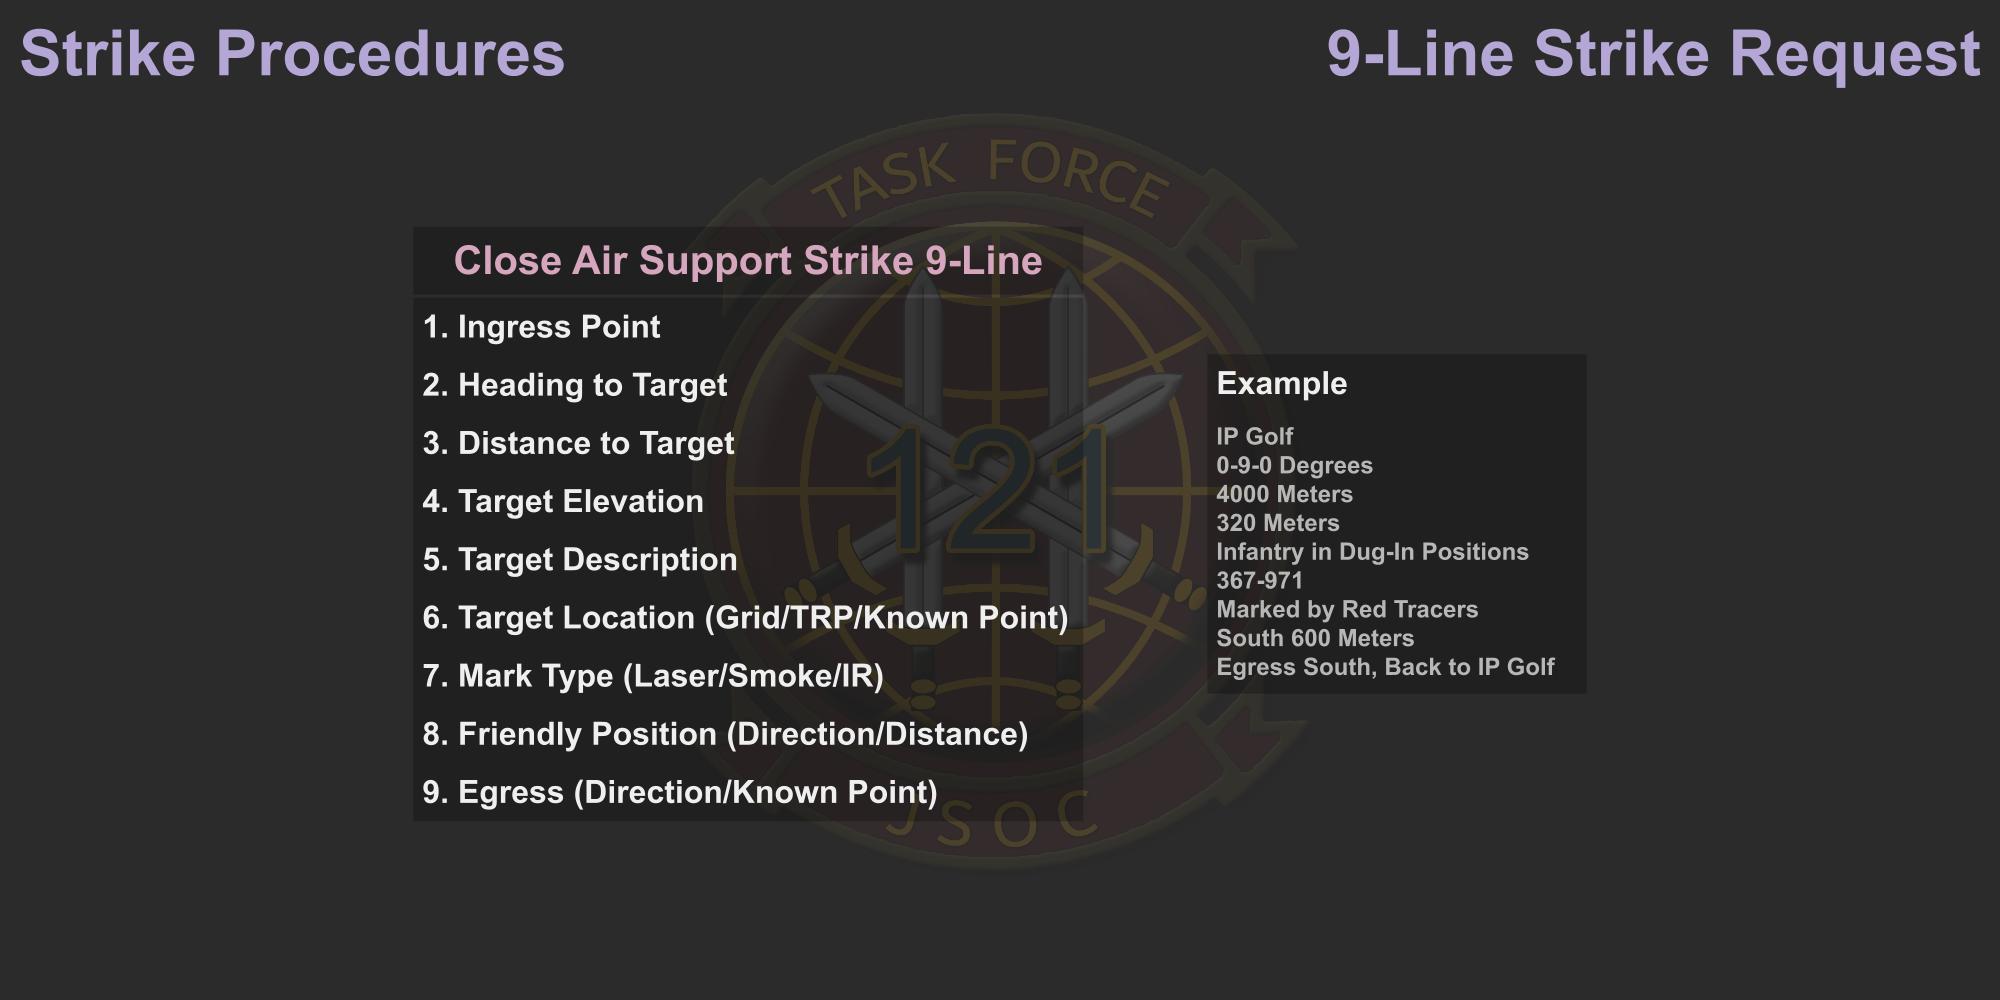 Strike Procedures
9-Line Strike Request
TASK FORCE
Close Air Support Strike 9-Line
1. Ingress Point
2. Heading to Target
3. Distance to Target
4. Target Elevation
5. Target Description
6. Target Location (Grid/TRP/Known Point)
7. Mark Type (Laser/Smoke/IR)
8. Friendly Position (Direction/Distance)
9. Egress (Direction/Known Point)
121
JSOC
Example
IP Golf
0-9-0 Degrees
4000 Meters
320 Meters
Infantry in Dug-In Positions
367-971
Marked by Red Tracers
South 600 Meters
Egress South, Back to IP Golf